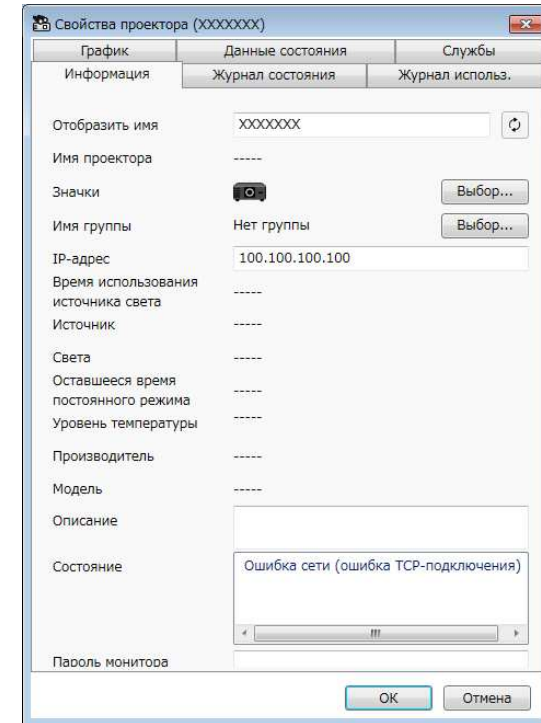 Свойства проектора (XXXXXXX)
График Данные состояния Службы
Информация Журнал состояния Журнал использ.
Отобразить имя XXXXXXX
Имя проектора -----
Значки Выбор...
Имя группы Нет группы Выбор...
IP-адрес 100.100.100.100
Время использования
источника света -----
Источник -----
Света -----
Оставшееся время
постоянного режима -----
Уровень температуры -----
Производитель -----
Модель -----
Описание
Состояние Ошибка сети (ошибка TCP-подключения)
Пароль монитора
OK Отмена